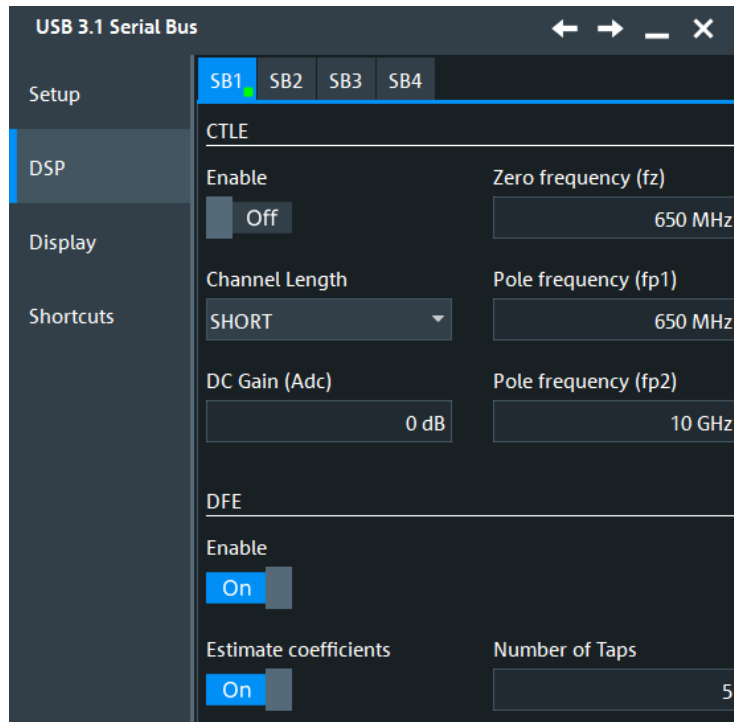 USB 3.1 Serial Bus
Setup
DSP
Display
Shortcuts
SB1 SB2 SB3 SB4
CTLE
Enable
Off
Zero frequency (fz)
650 MHz
Channel Length
SHORT
Pole frequency (fp1)
650 MHz
DC Gain (Adc)
0 dB
Pole frequency (fp2)
10 GHz
DFE
Enable
On
Estimate coefficients
On
Number of Taps
5